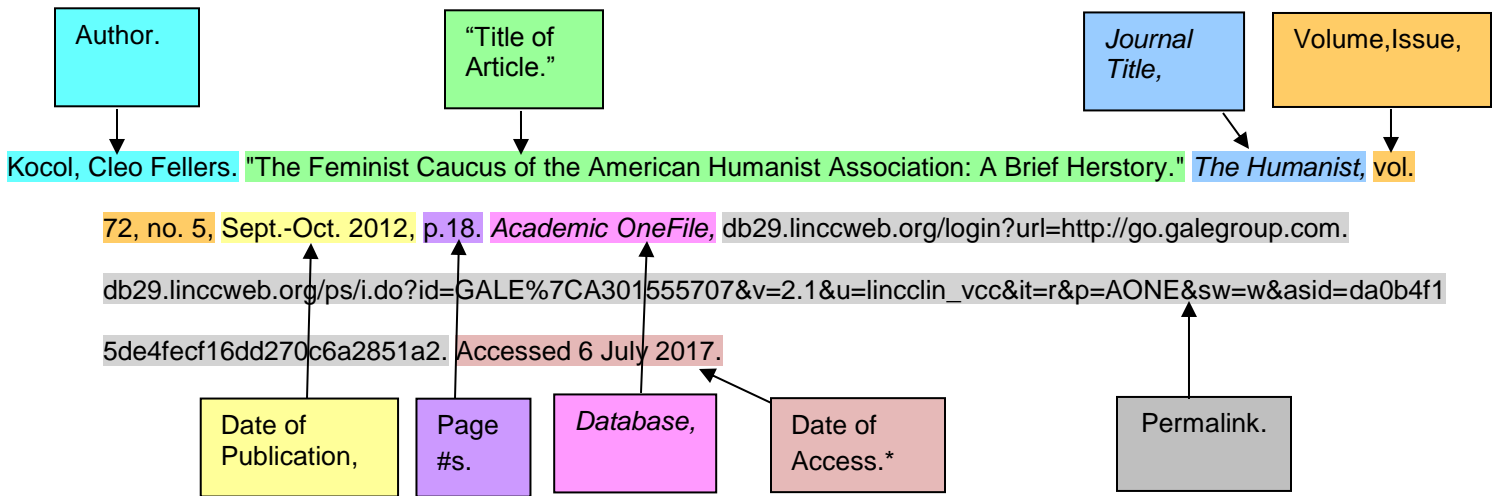 Author.
“Title of
Article.”
Journal
Title,
Volume,Issue,
Kocol, Cleo Fellers. "The Feminist Caucus of the American Humanist Association: A Brief Herstory." The Humanist, vol.
72, no. 5, Sept.-Oct. 2012, p.18. Academic OneFile, db29.linccweb.org/login?url=http://go.galegroup.com.
db29.linccweb.org/ps/i.do?id=GALE%7CA301555707&v=2.1&u=lincclin_vcc&it=r&p=AONE&sw=w&asid=da0b4f1
5de4fecf16dd270c6a2851a2. Accessed 6 July 2017.
Date of
Publication,
Page
#s.
Database,
Date of
Access.*
Permalink.